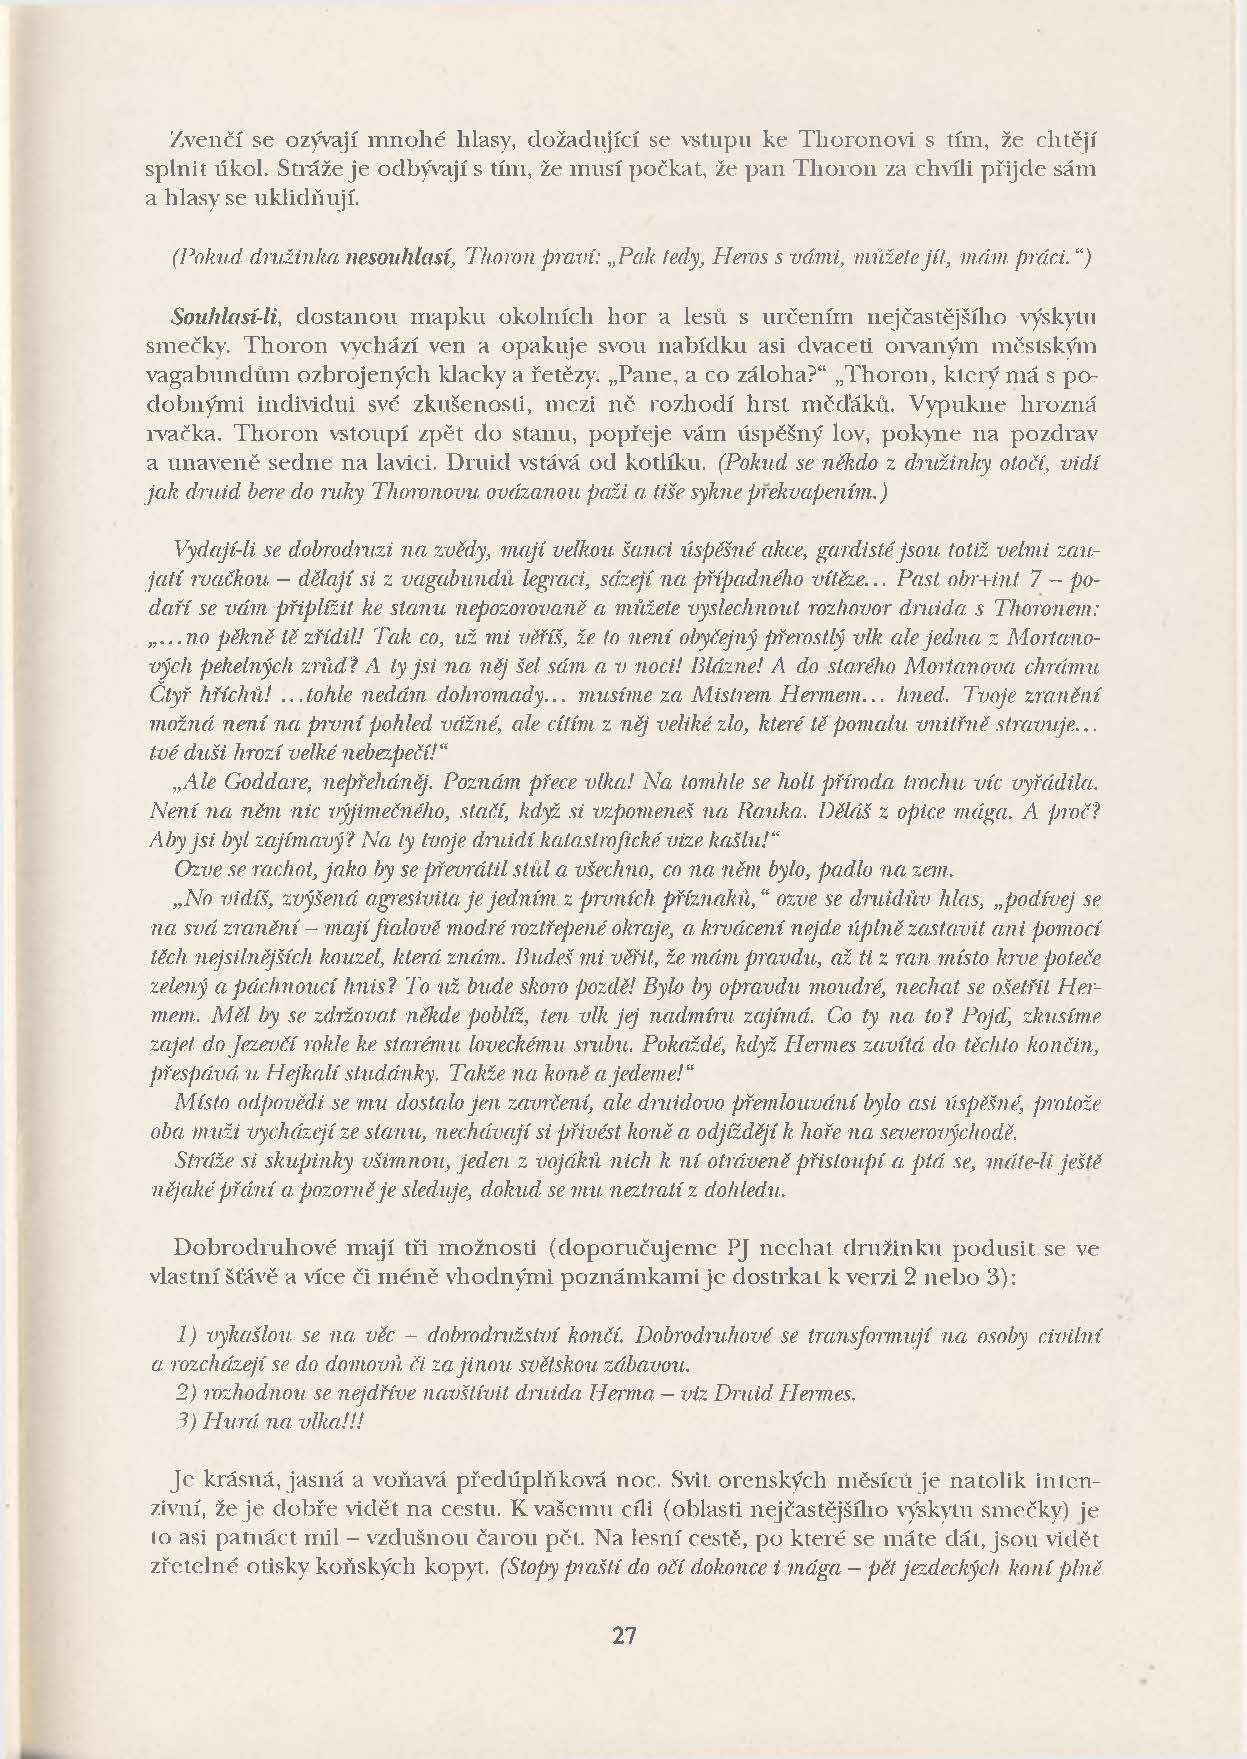 Zvenčí se ozývají mnohé hlasy, dožadující se vstupu ke Thoronovi s tím, že chtějí
splnit úkol. Stráže je odbývají s tím, že musí počkat, že pan Thoron za chvíli přijde sám
a hlasy se uklidňují.
(Pokud družinka nesouhlasí, Thoron praví: „Pak tedy, Heros s vámi, můžete jít, mám práci.“)
Souhlasí-li, dostanou mapku okolních hor a lesů s určením nejčastějšího výskytu
smečky. Thoron vychází ven a opakuje svou nabídku asi dvaceti orvaným městským
vagabundům ozbrojených klacky a řetězy. „Pane, a co záloha?“ „Thoron, který má s po-
dobnými individui své zkušenosti, mezi ně rozhodí hrst měďáků. Vypukne hrozná
rvačka. Thoron vstoupí zpět do stanu, popřeje vám úspěšný lov, pokyne na pozdrav
a unaveně sedne na lavici. Druid vstává od kotlíku. (Pokud se někdo z družinky otočí, vidí
jak druid bere do ruky Thoronovu ovázanou paži a tiše sykne překvapením.)
Vydají-li se dobrodruzi na zvědy, mají velkou šanci úspěšné akce, gardisté jsou totiž velmi zau-
jatí rvačkou – dělají si z vagabundů legraci, sázejí na případného vítěze... Past obr+int 7 – po-
daří se vám připlížit ke stanu nepozorovaně a můžete vyslechnout rozhovor druida s Thoronem:
„...no pěkně tě zřídil! Tak co, už mi věříš, že to není obyčejný přerostlý vlk ale jedna z Mortano-
vých pekelných zrůd? A ty jsi na něj šel sám a v noci! Blázne! A do starého Mortanova chrámu
Čtyř hříchů! ...tohle nedám dohromady... musíme za Mistrem Hermem... hned. Tvoje zranění
možná není na první pohled vážné, ale cítím z něj veliké zlo, které tě pomalu vnitřně stravuje...
tvé duši hrozí velké nebezpečí!“
„Ale Goddare, nepřeháněj. Poznám přece vlka! Na tomhle se holt příroda trochu víc vyřádila.
Není na něm nic výjimečného, stačí, když si vzpomeneš na Rauka. Děláš z opice mága. A proč?
Aby jsi byl zajímavý? Na ty tvoje druidí katastrofické vize kašlu!“
Ozve se rachot, jako by se převrátil stůl a všechno, co na něm bylo, padlo na zem.
„No vidíš, zvýšená agresivita je jedním z prvních příznaků,“ ozve se druidův hlas, „podívej se
na svá zranění – mají fialově modré roztřepené okraje, a krvácení nejde úplně zastavit ani pomocí
těch nejsilnějších kouzel, která znám. Budeš mi věřit, že mám pravdu, až ti z ran místo krve poteče
zelený a páchnoucí hnis? To už bude skoro pozdě! Bylo by opravdu moudré, nechat se ošetřit Her-
mem. Měl by se zdržovat někde poblíž, ten vlk jej nadmíru zajímá. Co ty na to? Pojď, zkusíme
zajet do Jezevčí rokle ke starému loveckému srubu. Pokaždé, když Hermes zavítá do těchto končin,
přespává u Hejkalí studánky. Takže na koně a jedeme!“
Místo odpovědi se mu dostalo jen zavrčení, ale druidovo přemlouvání bylo asi úspěšné, protože
oba muži vycházejí ze stanu, nechávají si přivést koně a odjíždějí k hoře na severovýchodě.
Stráže si skupinky všimnou, jeden z vojáků nich k ní otráveně přistoupí a ptá se, máte-li ještě
nějaké přání a pozorně je sleduje, dokud se mu neztratí z dohledu.
Dobrodruhové mají tři možnosti (doporučujeme PJ nechat družinku podusit se ve
vlastní šťávě a více či méně vhodnými poznámkami je dostrkat k verzi 2 nebo 3):
1) vykašlou se na věc – dobrodružství končí. Dobrodruhové se transformují na osoby civilní
a rozcházejí se do domovů či za jinou světskou zábavou.
2) rozhodnou se nejdříve navštívit druida Herma – viz Druid Hermes.
3) Hurá na vlka!!!
Je krásná, jasná a voňavá předúplňková noc. Svit orenských měsíců je natolik inten-
zívní, že je dobře vidět na cestu. K vašemu cíli (oblasti nejčastějšího výskytu smečky) je
to asi patnáct mil – vzdušnou čarou pět. Na lesní cestě, po které se máte dát, jsou vidět
zřetelné otisky koňských kopyt. (Stopy praští do očí dokonce i mága – pět jezdeckých koní plně
27